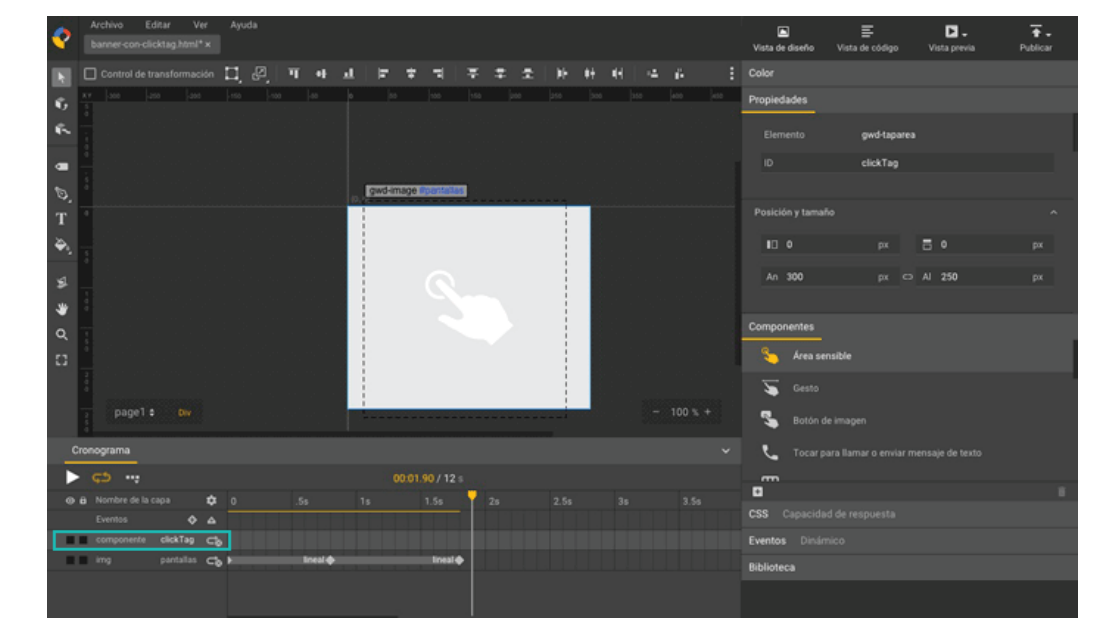 Archivo Editar Ver Ayuda
banner-con-clicktag.html* ×
Vista de diseño Vista de código Vista previa Publicar
Control de transformación
Color
Propiedades
Elemento gwd-taparea
ID clickTag
gwd-image #pantallas
Posición y tamaño
0 px 0 px
An 300 px Al 250 px
Componentes
Área sensible
Gesto
Botón de imagen
Tocar para llamar o enviar mensaje de texto
page1 Div
− 100 % +
Cronograma
00:01.90 / 12 s
Nombre de la capa 0 .5s 1s 1.5s 2s 2.5s 3s 3.5s
Eventos
componente clickTag
img pantallas lineal lineal
CSS Capacidad de respuesta
Eventos Dinámico
Biblioteca